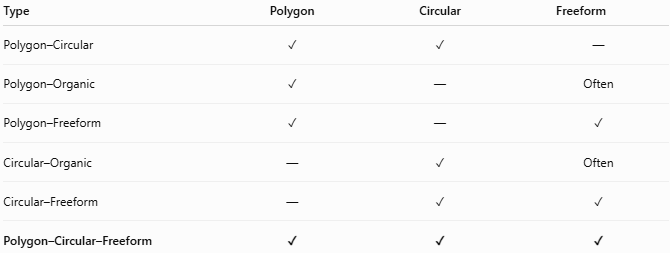 Type Polygon Circular Freeform
Polygon–Circular ✓ ✓ —
Polygon–Organic ✓ — Often
Polygon–Freeform ✓ — ✓
Circular–Organic — ✓ Often
Circular–Freeform — ✓ ✓
Polygon–Circular–Freeform ✓ ✓ ✓